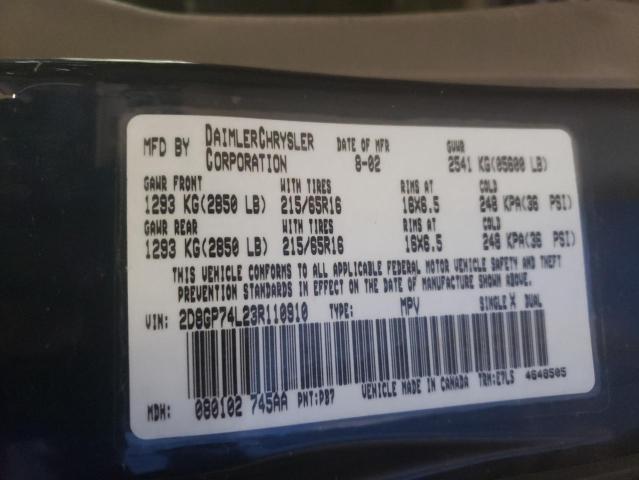 MFD BY DAIMLERCHRYSLER CORPORATION DATE OF MFR 8-02 GVWR 2541 KG(05600 LB)
GAWR FRONT WITH TIRES RIMS AT COLD
1293 KG(2850 LB) 215/65R16 16X6.5 248 KPA(36 PSI)
GAWR REAR WITH TIRES RIMS AT COLD
1293 KG(2850 LB) 215/65R16 16X6.5 248 KPA(36 PSI)
THIS VEHICLE CONFORMS TO ALL APPLICABLE FEDERAL MOTOR VEHICLE SAFETY AND THEFT
PREVENTION STANDARDS IN EFFECT ON THE DATE OF MANUFACTURE SHOWN ABOVE.
VIN: 2D8GP74L23R110910 TYPE: MPV SINGLE X DUAL
MDH: 080102 745AA PNT:PB7 VEHICLE MADE IN CANADA TRM:E7L5 4648505